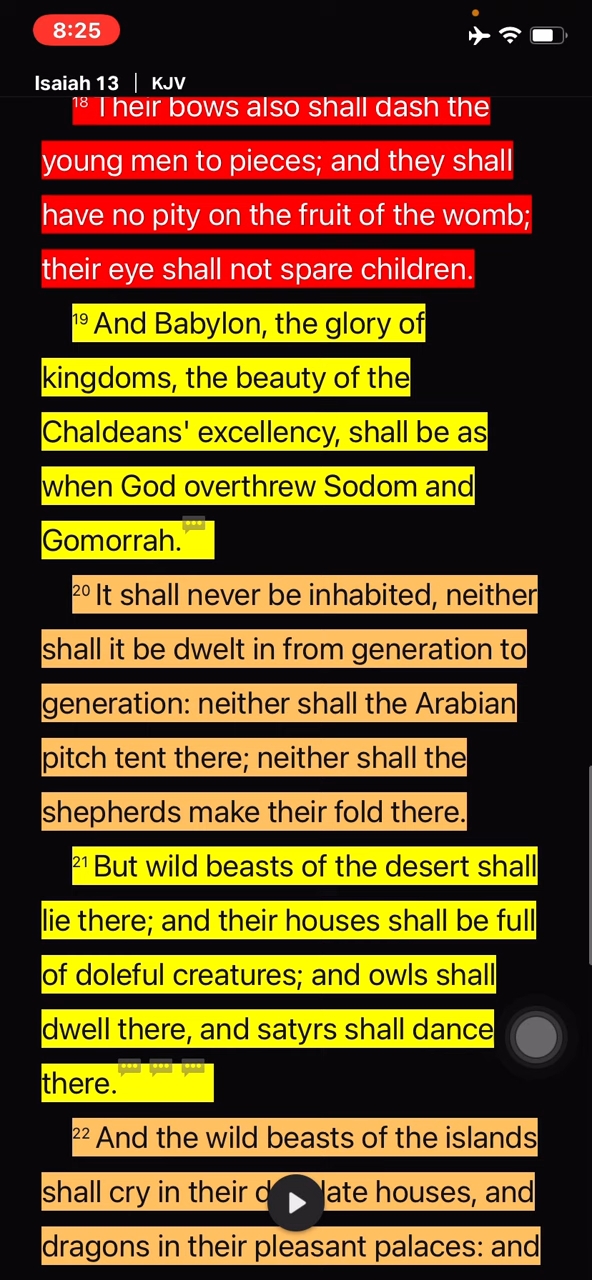 8:25
Isaiah 13 | KJV
18 Their bows also shall dash the
young men to pieces; and they shall
have no pity on the fruit of the womb;
their eye shall not spare children.
19 And Babylon, the glory of
kingdoms, the beauty of the
Chaldeans' excellency, shall be as
when God overthrew Sodom and
Gomorrah.
20 It shall never be inhabited, neither
shall it be dwelt in from generation to
generation: neither shall the Arabian
pitch tent there; neither shall the
shepherds make their fold there.
21 But wild beasts of the desert shall
lie there; and their houses shall be full
of doleful creatures; and owls shall
dwell there, and satyrs shall dance
there.
22 And the wild beasts of the islands
shall cry in their houses, and
dragons in their pleasant palaces: and